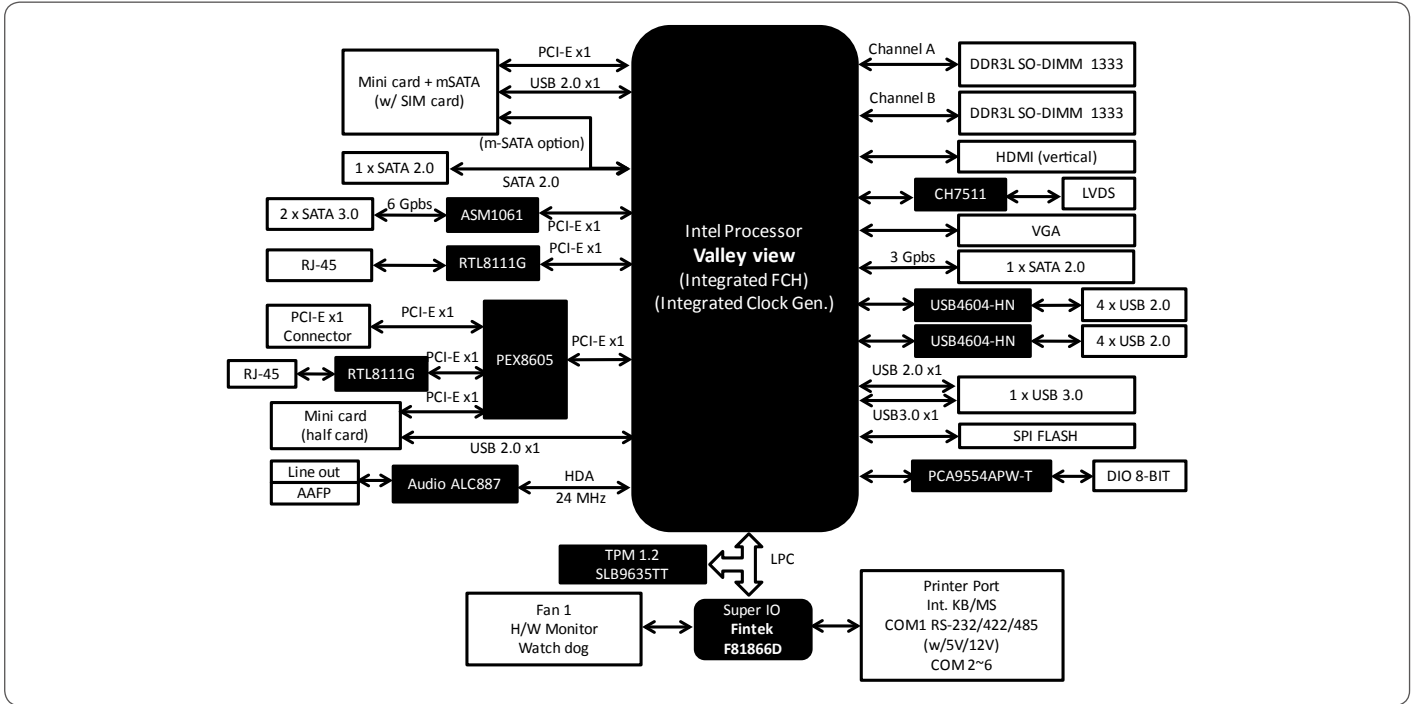 PCI-E x1
Mini card + mSATA
(w/ SIM card)
USB 2.0 x1
(m-SATA option)
1 x SATA 2.0
SATA 2.0
2 x SATA 3.0
6 Gpbs
ASM1061
PCI-E x1
RJ-45
RTL8111G
PCI-E x1
PCI-E x1
Connector
PCI-E x1
PEX8605
PCI-E x1
RJ-45
RTL8111G
PCI-E x1
Mini card
(half card)
PCI-E x1
USB 2.0 x1
Line out
AAFP
Audio ALC887
HDA
24 MHz
Intel Processor
Valley view
(Integrated FCH)
(Integrated Clock Gen.)
Channel A
DDR3L SO-DIMM 1333
Channel B
DDR3L SO-DIMM 1333
HDMI (vertical)
CH7511
LVDS
VGA
3 Gpbs
1 x SATA 2.0
USB4604-HN
4 x USB 2.0
USB4604-HN
4 x USB 2.0
USB 2.0 x1
1 x USB 3.0
USB3.0 x1
SPI FLASH
PCA9554APW-T
DIO 8-BIT
TPM 1.2
SLB9635TT
LPC
Fan 1
H/W Monitor
Watch dog
Super IO
Fintek
F81866D
Printer Port
Int. KB/MS
COM1 RS-232/422/485
(w/5V/12V)
COM 2~6